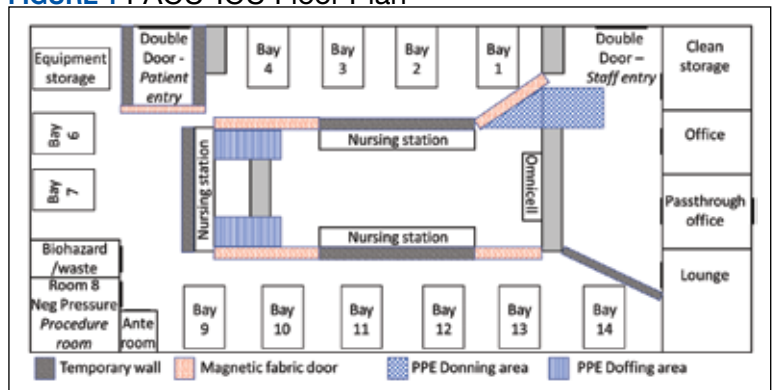 FIGURE 1 PACU-ICU Floor Plan
Equipment
storage
Double
Door -
Patient
entry
Bay
4
Bay
3
Bay
2
Bay
1
Double
Door –
Staff entry
Clean
storage
Bay
6
Bay
7
Nursing station
Nursing station
Omnicell
Nursing station
Office
Passthrough
office
Lounge
Biohazard
/waste
Room 8
Neg Pressure
Procedure
room
Ante
room
Bay
9
Bay
10
Bay
11
Bay
12
Bay
13
Bay
14
Temporary wall
Magnetic fabric door
PPE Donning area
PPE Doffing area